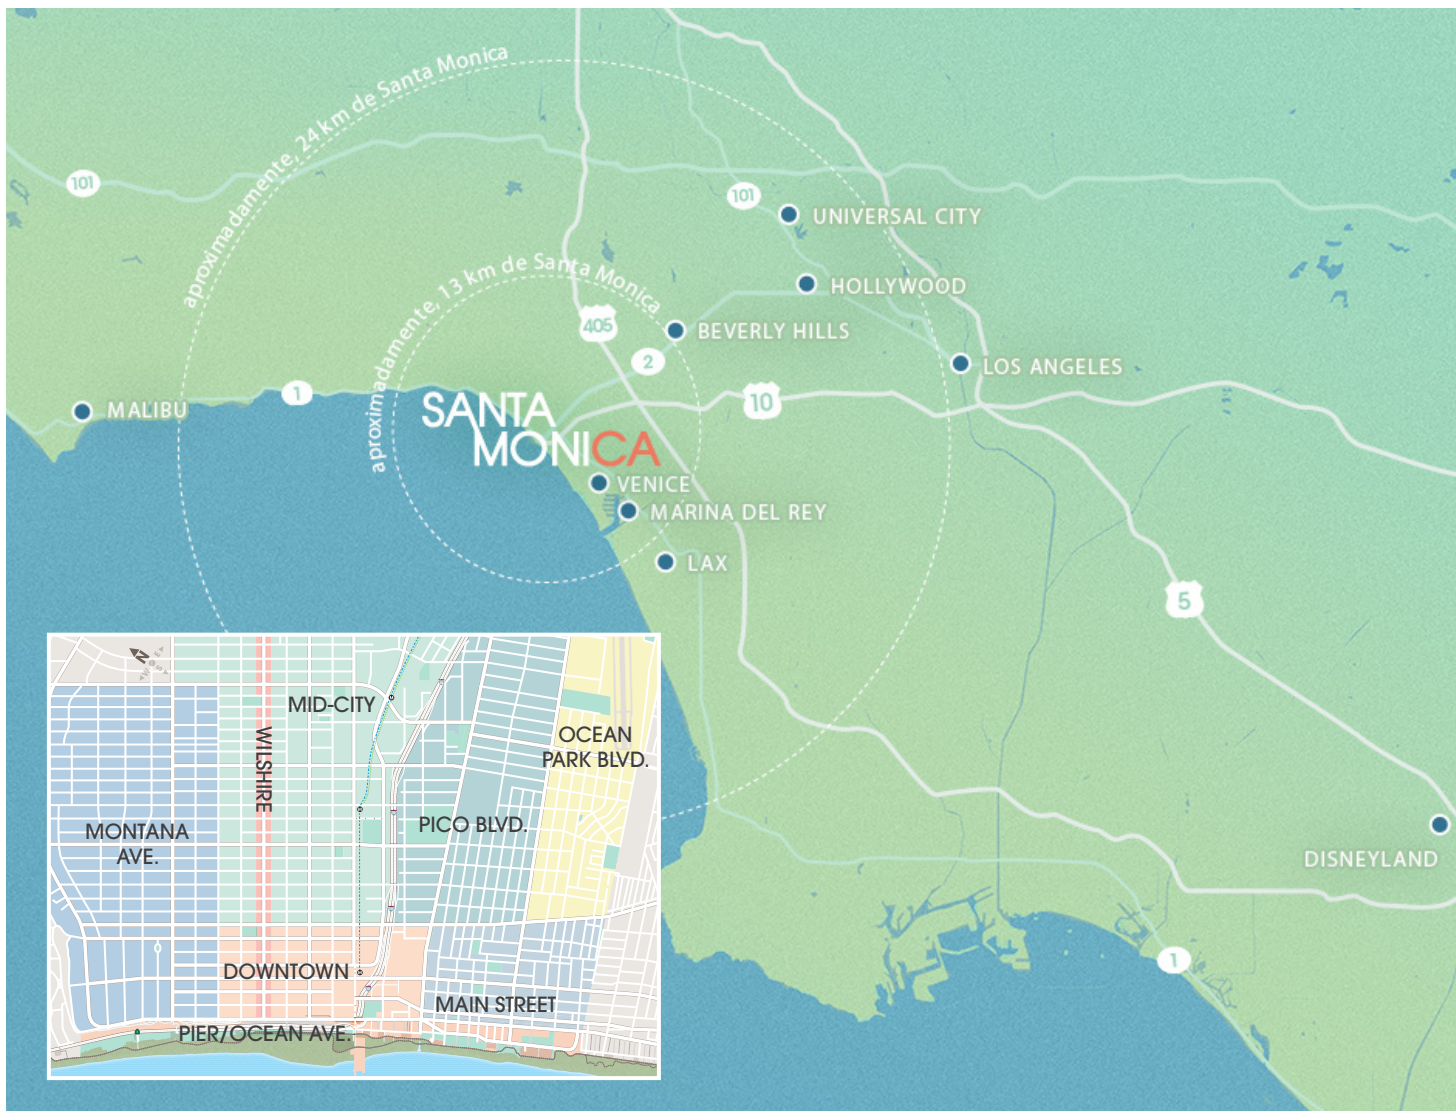 aproximadamente, 24 km de Santa Monica
101
101
UNIVERSAL CITY
aproximadamente, 13 km de Santa Monica
HOLLYWOOD
405
BEVERLY HILLS
2
LOS ANGELES
1
10
MALIBU
SANTA
MONICA
VENICE
MARINA DEL REY
LAX
5
N
W
E
S
MID-CITY
WILSHIRE
OCEAN
PARK BLVD.
MONTANA
AVE.
PICO BLVD.
DISNEYLAND
DOWNTOWN
1
MAIN STREET
PIER/OCEAN AVE.